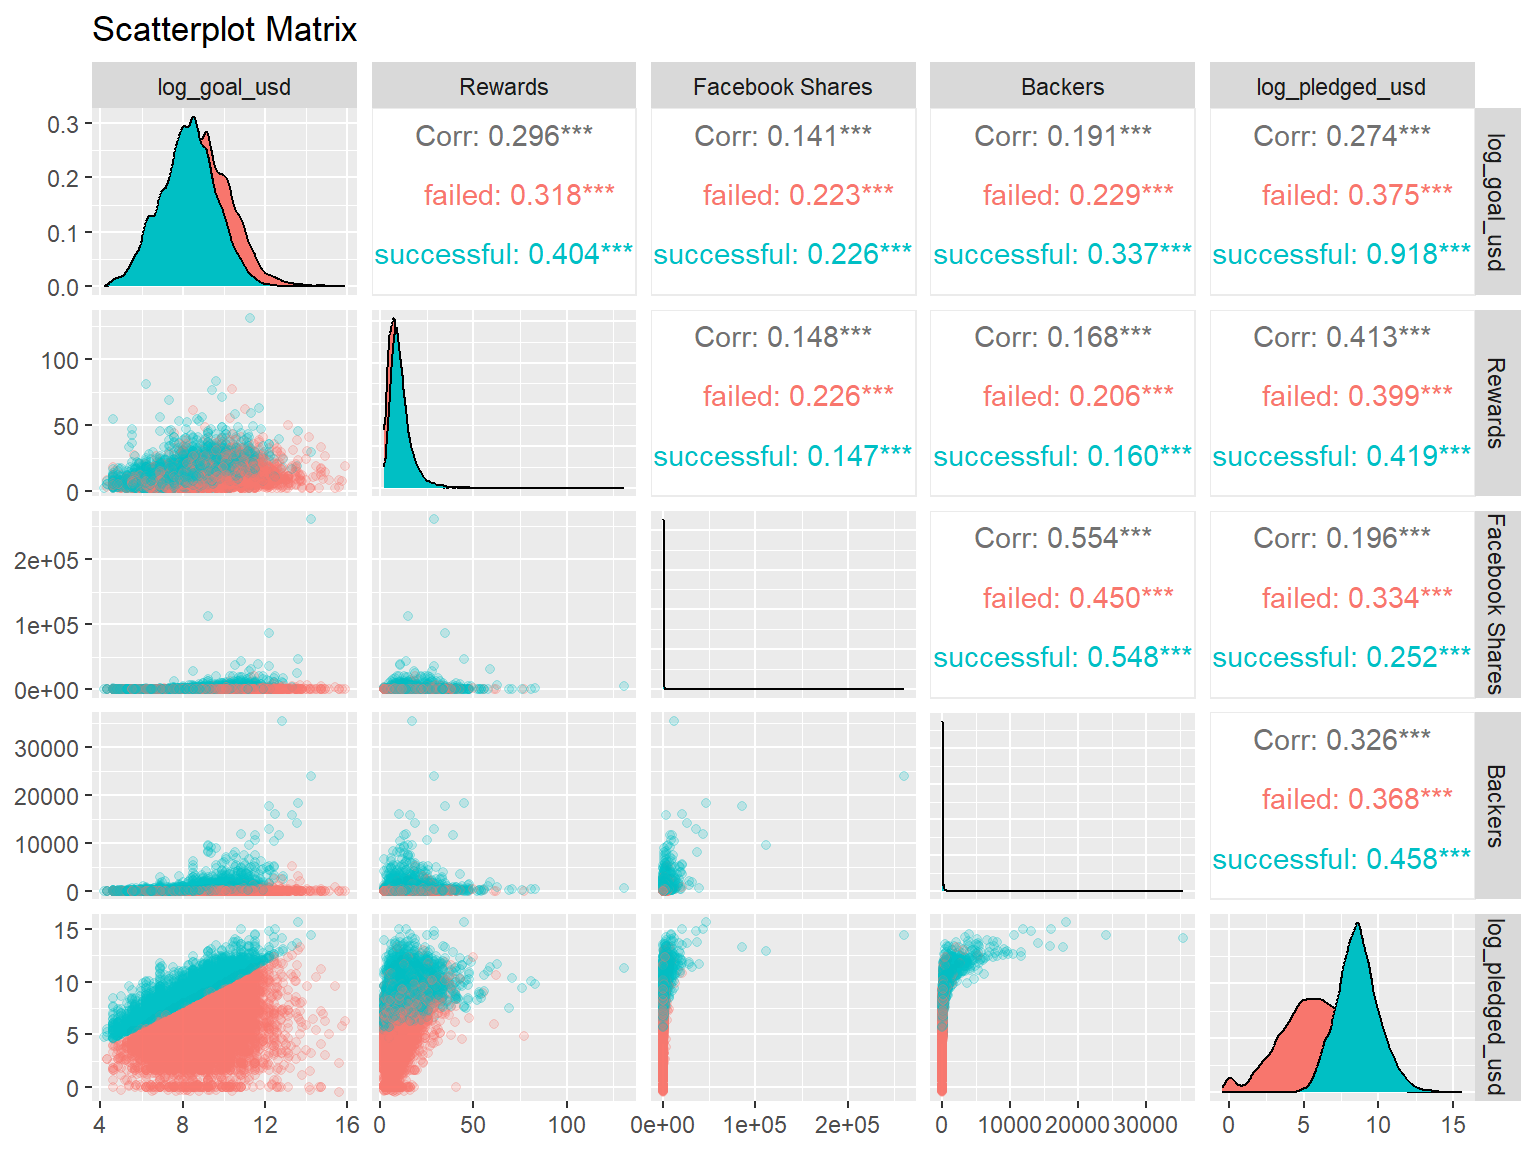 Scatterplot Matrix
log_goal_usd Rewards Facebook Shares Backers log_pledged_usd
0.3
0.2
0.1
0.0
Corr: 0.296***
failed: 0.318***
successful: 0.404***
Corr: 0.141***
failed: 0.223***
successful: 0.226***
Corr: 0.191***
failed: 0.229***
successful: 0.337***
Corr: 0.274***
failed: 0.375***
successful: 0.918***
log_goal_usd
100
50
0
Corr: 0.148***
failed: 0.226***
successful: 0.147***
Corr: 0.168***
failed: 0.206***
successful: 0.160***
Corr: 0.413***
failed: 0.399***
successful: 0.419***
Rewards
2e+05
1e+05
0e+00
Corr: 0.554***
failed: 0.450***
successful: 0.548***
Corr: 0.196***
failed: 0.334***
successful: 0.252***
Facebook Shares
30000
20000
10000
0
Corr: 0.326***
failed: 0.368***
successful: 0.458***
Backers
15
10
5
0
log_pledged_usd
4 8 12 16
0 50 100
0e+00 1e+05 2e+05
0 10000 20000 30000
0 5 10 15